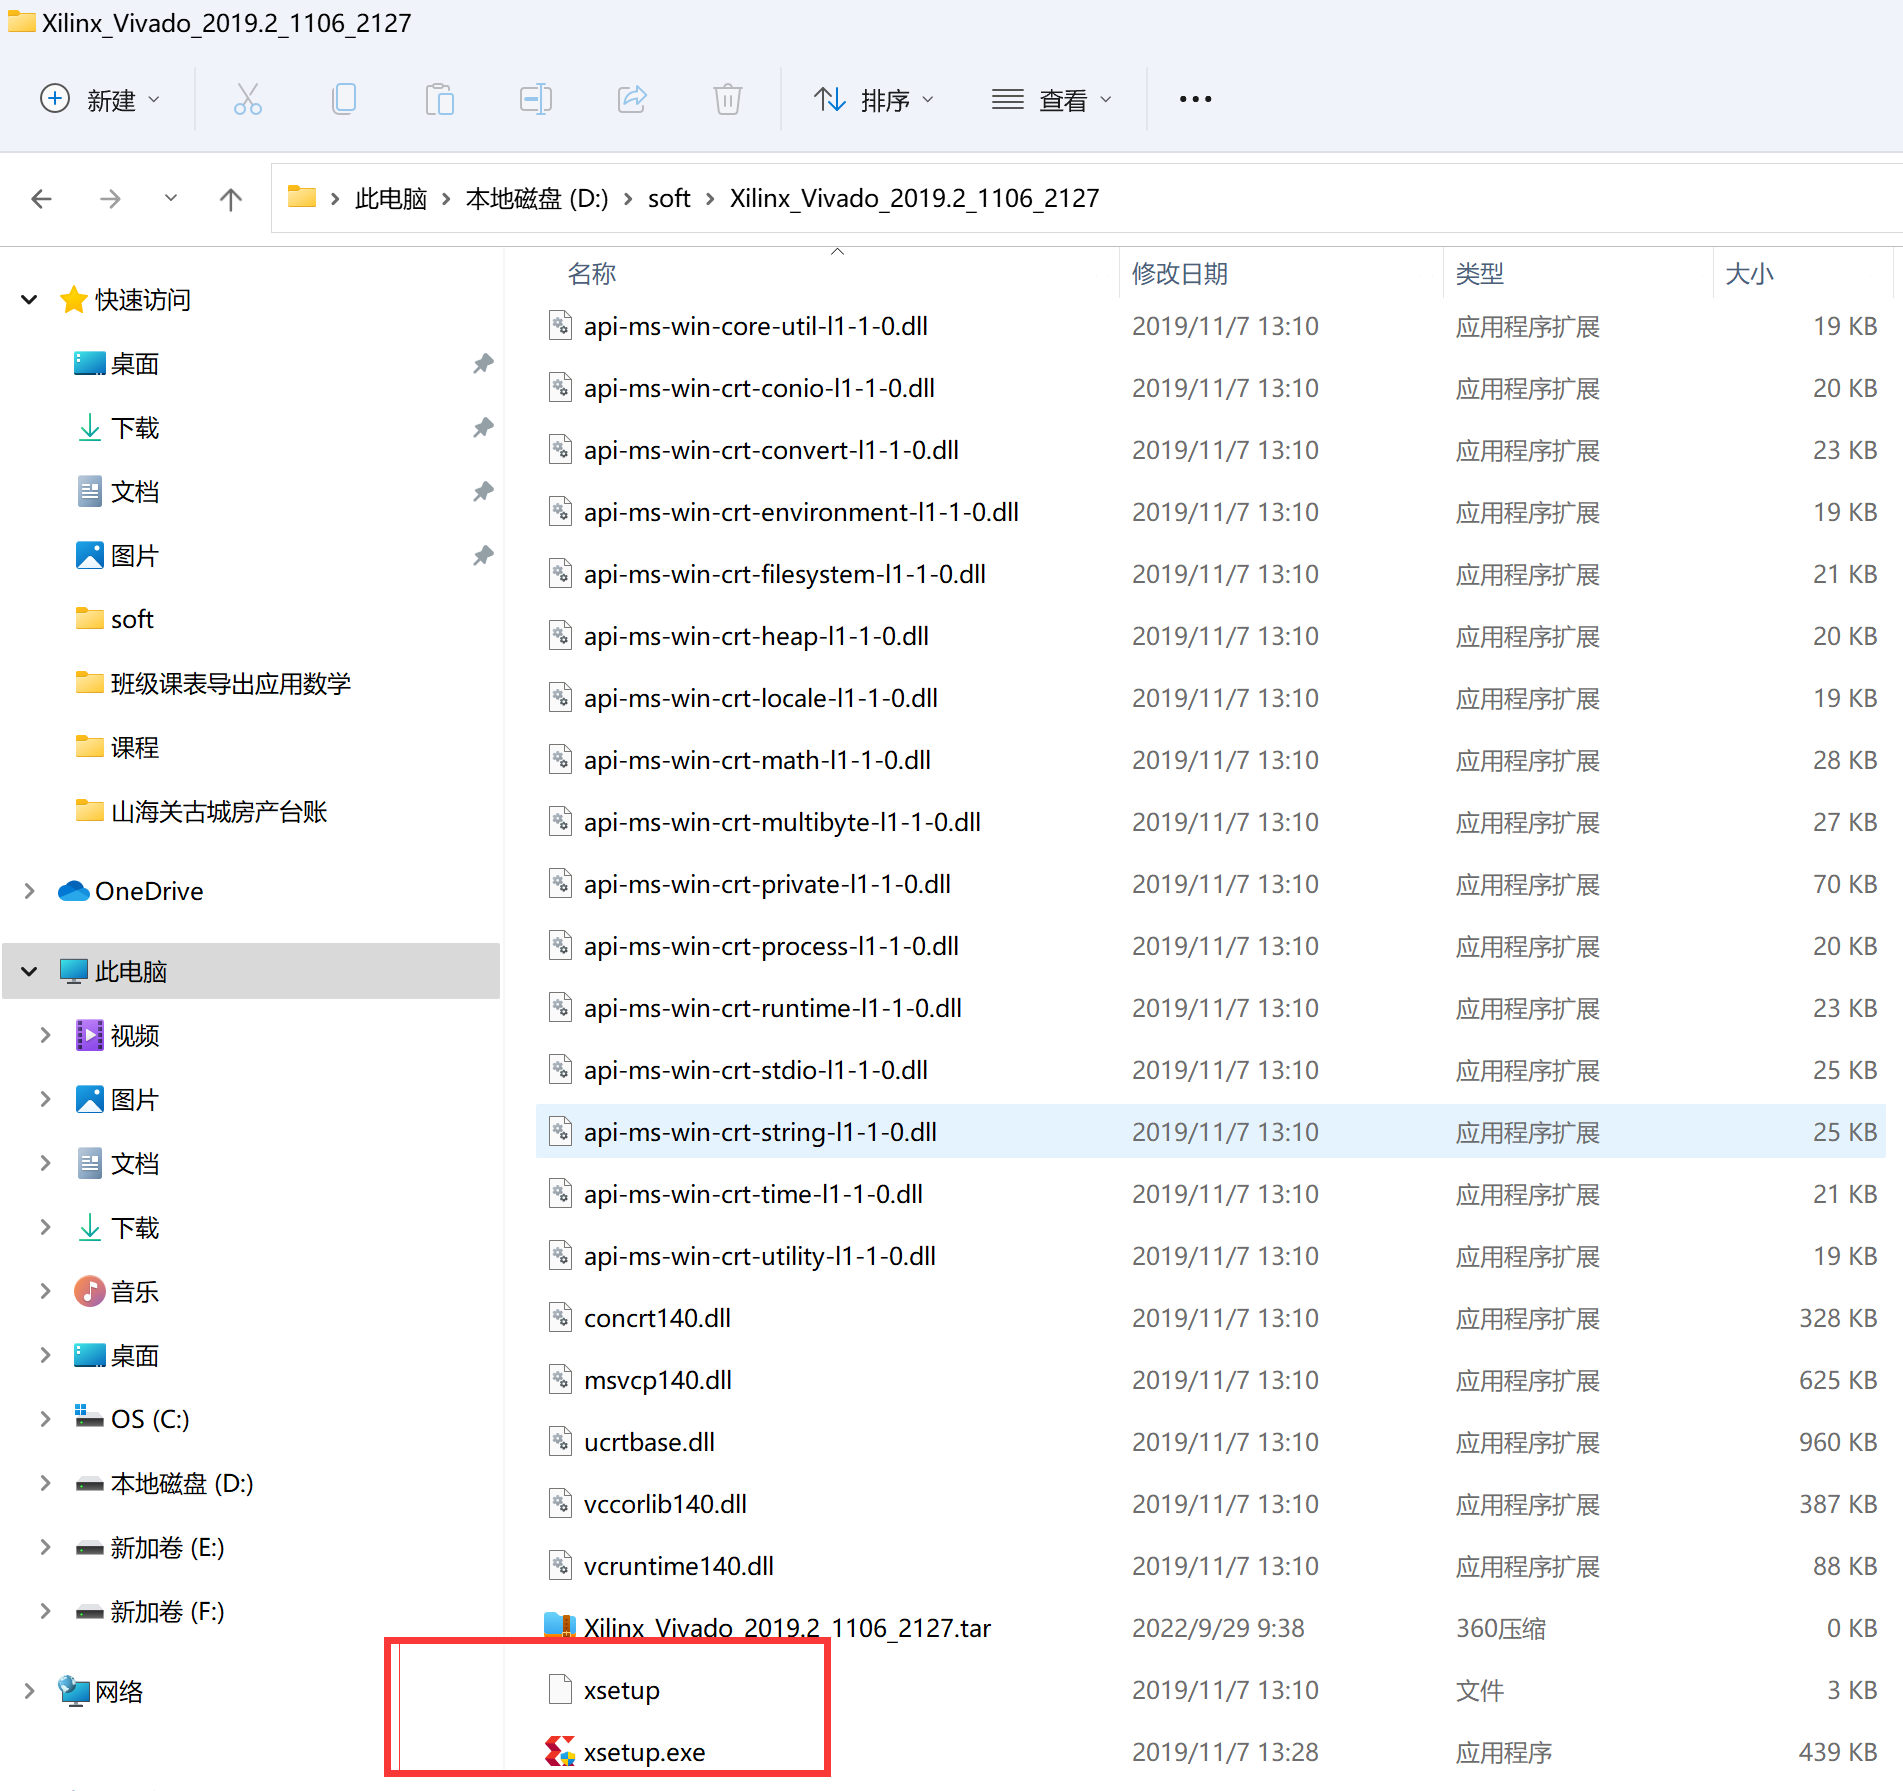 Xilinx_Vivado_2019.2_1106_2127
新建 排序 查看
此电脑 本地磁盘 (D:) soft Xilinx_Vivado_2019.2_1106_2127
名称 修改日期 类型 大小
快速访问
桌面
下载
文档
图片
soft
班级课表导出应用数学
课程
山海关古城房产台账
OneDrive
此电脑
视频
图片
文档
下载
音乐
桌面
OS (C:)
本地磁盘 (D:)
新加卷 (E:)
新加卷 (F:)
网络
api-ms-win-core-util-l1-1-0.dll 2019/11/7 13:10 应用程序扩展 19 KB
api-ms-win-crt-conio-l1-1-0.dll 2019/11/7 13:10 应用程序扩展 20 KB
api-ms-win-crt-convert-l1-1-0.dll 2019/11/7 13:10 应用程序扩展 23 KB
api-ms-win-crt-environment-l1-1-0.dll 2019/11/7 13:10 应用程序扩展 19 KB
api-ms-win-crt-filesystem-l1-1-0.dll 2019/11/7 13:10 应用程序扩展 21 KB
api-ms-win-crt-heap-l1-1-0.dll 2019/11/7 13:10 应用程序扩展 20 KB
api-ms-win-crt-locale-l1-1-0.dll 2019/11/7 13:10 应用程序扩展 19 KB
api-ms-win-crt-math-l1-1-0.dll 2019/11/7 13:10 应用程序扩展 28 KB
api-ms-win-crt-multibyte-l1-1-0.dll 2019/11/7 13:10 应用程序扩展 27 KB
api-ms-win-crt-private-l1-1-0.dll 2019/11/7 13:10 应用程序扩展 70 KB
api-ms-win-crt-process-l1-1-0.dll 2019/11/7 13:10 应用程序扩展 20 KB
api-ms-win-crt-runtime-l1-1-0.dll 2019/11/7 13:10 应用程序扩展 23 KB
api-ms-win-crt-stdio-l1-1-0.dll 2019/11/7 13:10 应用程序扩展 25 KB
api-ms-win-crt-string-l1-1-0.dll 2019/11/7 13:10 应用程序扩展 25 KB
api-ms-win-crt-time-l1-1-0.dll 2019/11/7 13:10 应用程序扩展 21 KB
api-ms-win-crt-utility-l1-1-0.dll 2019/11/7 13:10 应用程序扩展 19 KB
concrt140.dll 2019/11/7 13:10 应用程序扩展 328 KB
msvcp140.dll 2019/11/7 13:10 应用程序扩展 625 KB
ucrtbase.dll 2019/11/7 13:10 应用程序扩展 960 KB
vccorlib140.dll 2019/11/7 13:10 应用程序扩展 387 KB
vcruntime140.dll 2019/11/7 13:10 应用程序扩展 88 KB
Xilinx_Vivado_2019.2_1106_2127.tar 2022/9/29 9:38 360压缩 0 KB
xsetup 2019/11/7 13:10 文件 3 KB
xsetup.exe 2019/11/7 13:28 应用程序 439 KB